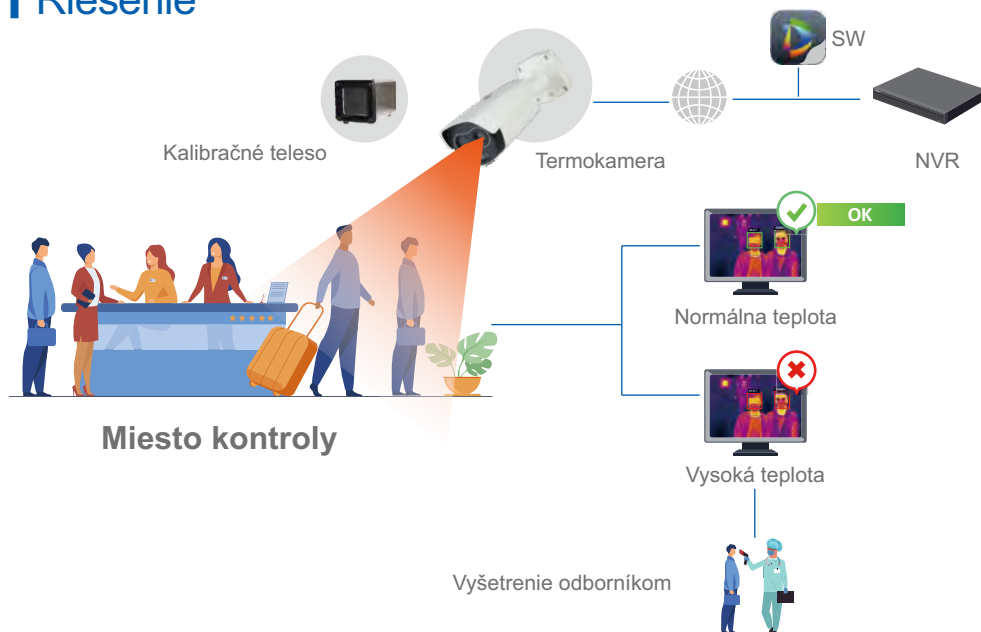 Riešenie
SW
Kalibračné teleso
Termokamera
NVR
OK
Normálna teplota
Miesto kontroly
Vysoká teplota
Vyšetrenie odborníkom